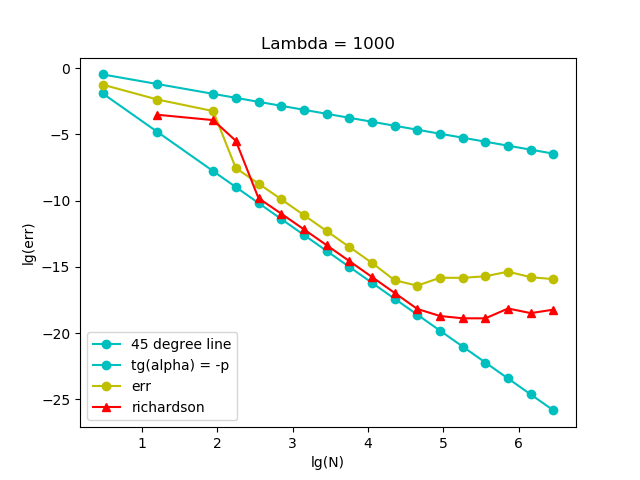 Lambda = 1000
0
−5
−10
−15
−20
−25
lg(err)
45 degree line
tg(alpha) = -p
err
richardson
1 2 3 4 5 6
lg(N)